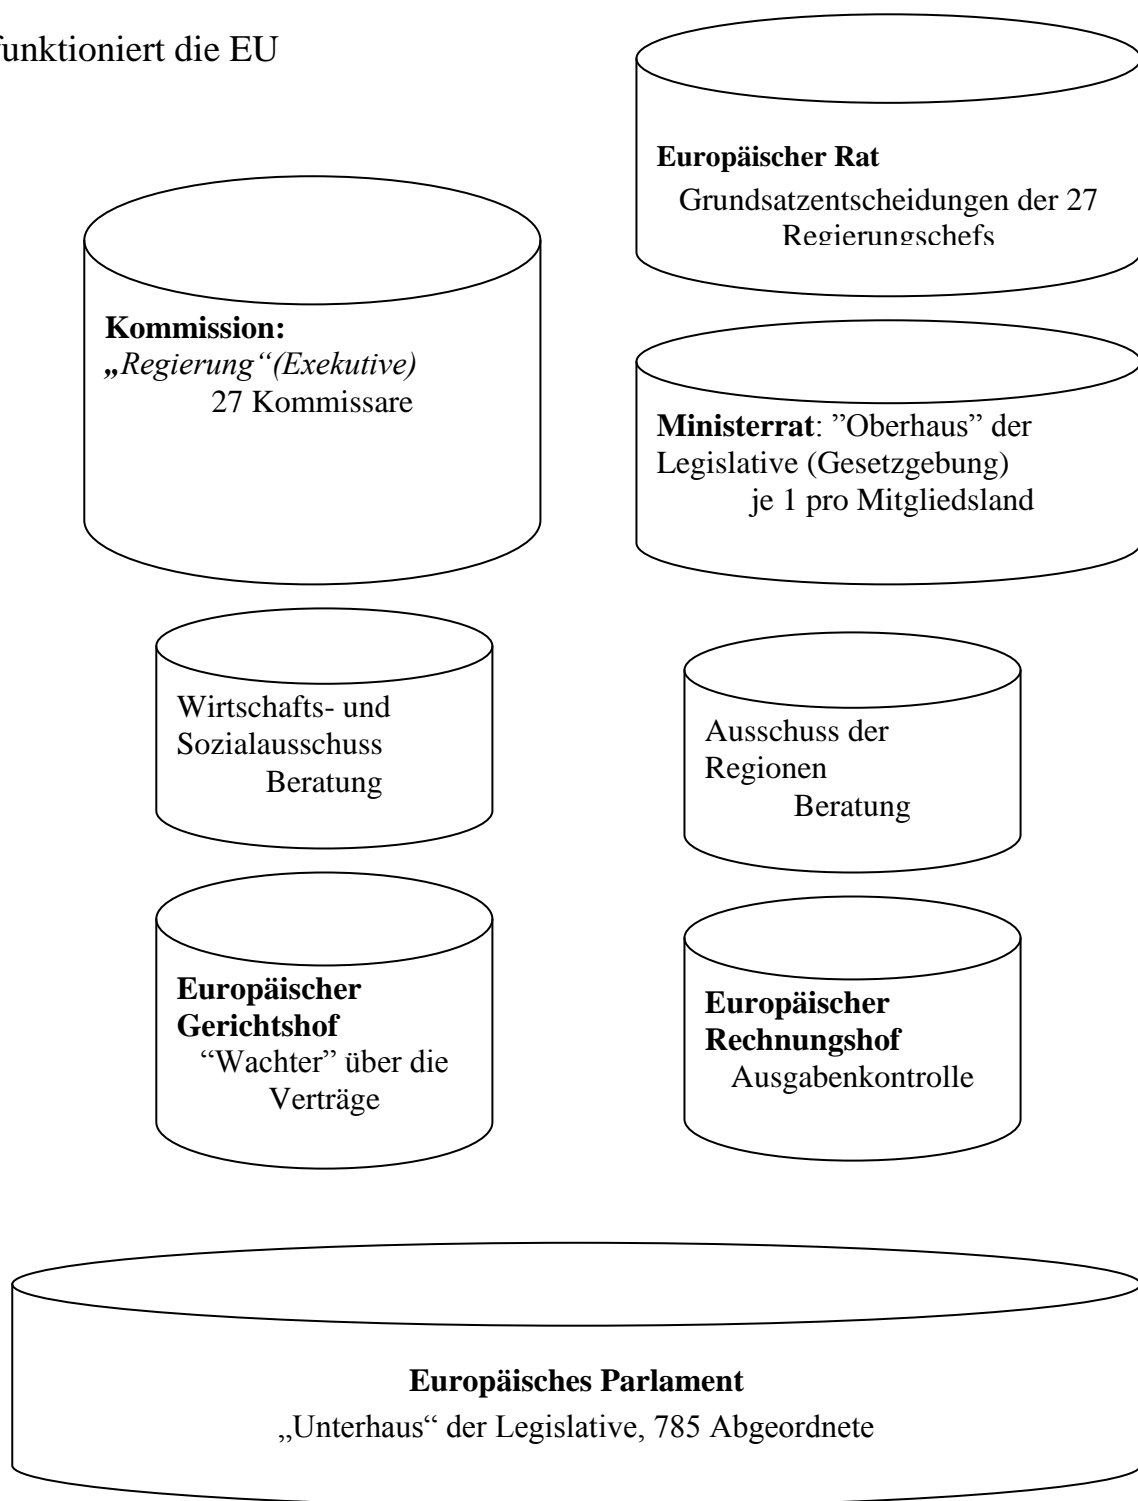 funktioniert die EU
Europäischer Rat
Grundsatzentscheidungen der 27
Regierungschefs
Kommission:
„Regierung“(Exekutive)
27 Kommissare
Ministerrat: ”Oberhaus” der
Legislative (Gesetzgebung)
je 1 pro Mitgliedsland
Wirtschafts- und
Sozialausschuss
Beratung
Ausschuss der
Regionen
Beratung
Europäischer
Gerichtshof
“Wachter” über die
Verträge
Europäischer
Rechnungshof
Ausgabenkontrolle
Europäisches Parlament
„Unterhaus“ der Legislative, 785 Abgeordnete